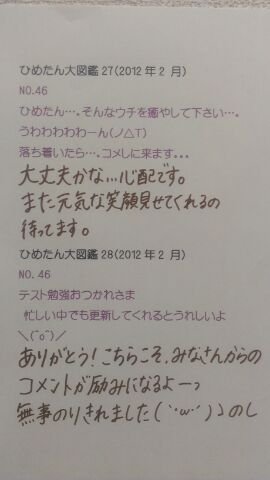 ひめたん大図鑑 27(2012 年 2 月)
NO.46
ひめたん…。そんなウチを癒やして下さい…。
うわわわわわーん(ノ△T)
落ち着いたら…。コメしに来ます。。。
大丈夫かな…心配です。
また元気な笑顔見せてくれるの
待ってます。
ひめたん大図鑑 28(2012 年 2 月)
NO.46
テスト勉強おつかれさま
忙しい中でも更新してくれるとうれしいよ
＼(^o^)／
ありがとう！こちらこそ、みなさんからの
コメントが励みになるよーっ
無事のりきれました(｀･ω･´)ゝのし